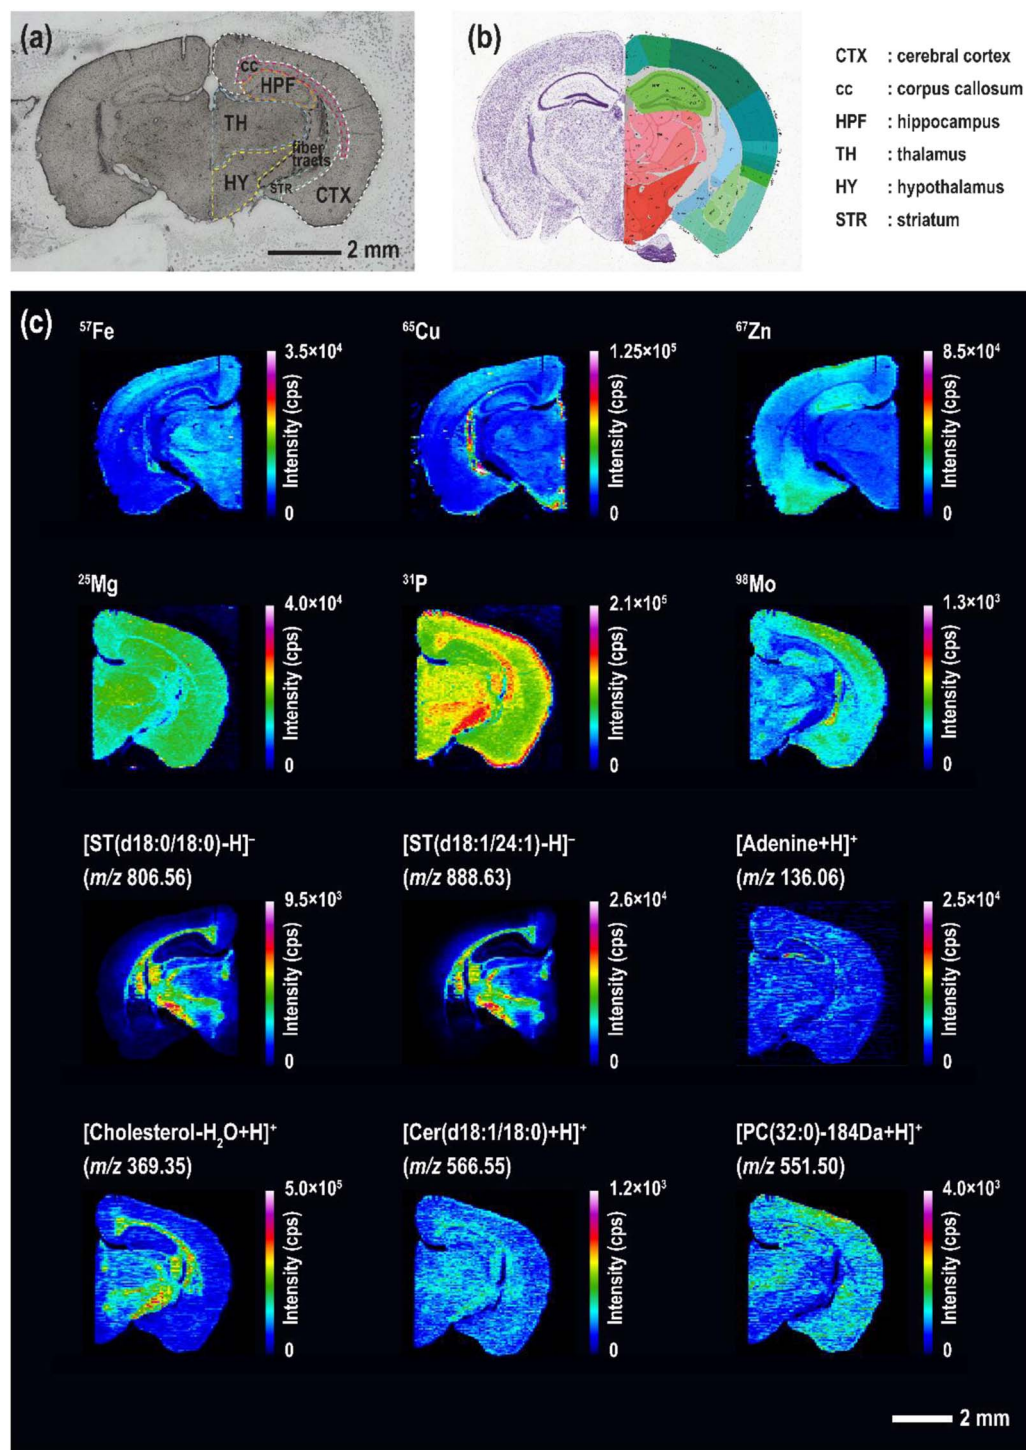 (a)
cc
HPF
TH
fiber
tracts
HY
STR
CTX
2 mm
(b)
CTX : cerebral cortex
cc : corpus callosum
HPF : hippocampus
TH : thalamus
HY : hypothalamus
STR : striatum
(c)
⁵⁷Fe
3.5×10⁴
Intensity (cps)
0
⁶⁵Cu
1.25×10⁵
Intensity (cps)
0
⁶⁷Zn
8.5×10⁴
Intensity (cps)
0
²⁵Mg
4.0×10⁴
Intensity (cps)
0
³¹P
2.1×10⁵
Intensity (cps)
0
⁹⁸Mo
1.3×10³
Intensity (cps)
0
[ST(d18:0/18:0)-H]⁻
(m/z 806.56)
9.5×10³
Intensity (cps)
0
[ST(d18:1/24:1)-H]⁻
(m/z 888.63)
2.6×10⁴
Intensity (cps)
0
[Adenine+H]⁺
(m/z 136.06)
2.5×10⁴
Intensity (cps)
0
[Cholesterol-H₂O+H]⁺
(m/z 369.35)
5.0×10⁵
Intensity (cps)
0
[Cer(d18:1/18:0)+H]⁺
(m/z 566.55)
1.2×10³
Intensity (cps)
0
[PC(32:0)-184Da+H]⁺
(m/z 551.50)
4.0×10³
Intensity (cps)
0
2 mm